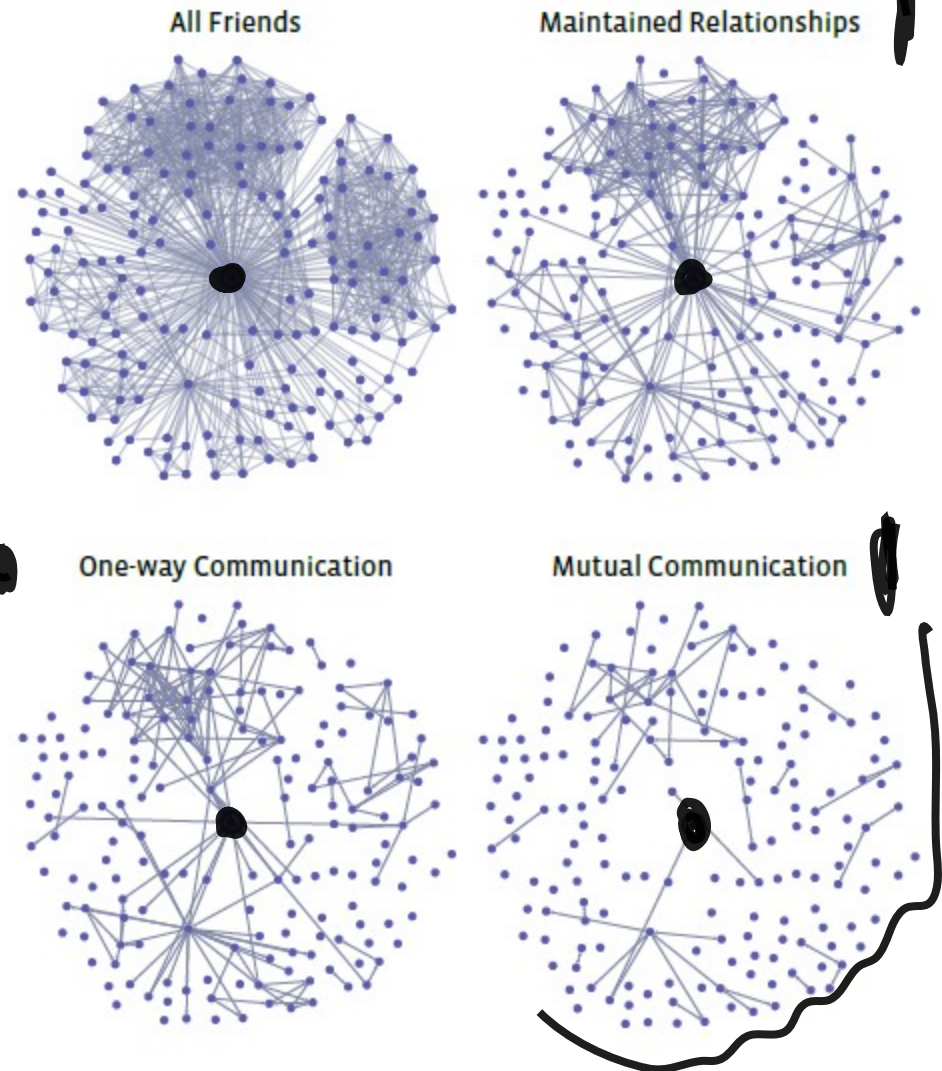 All Friends
Maintained Relationships
One-way Communication
Mutual Communication